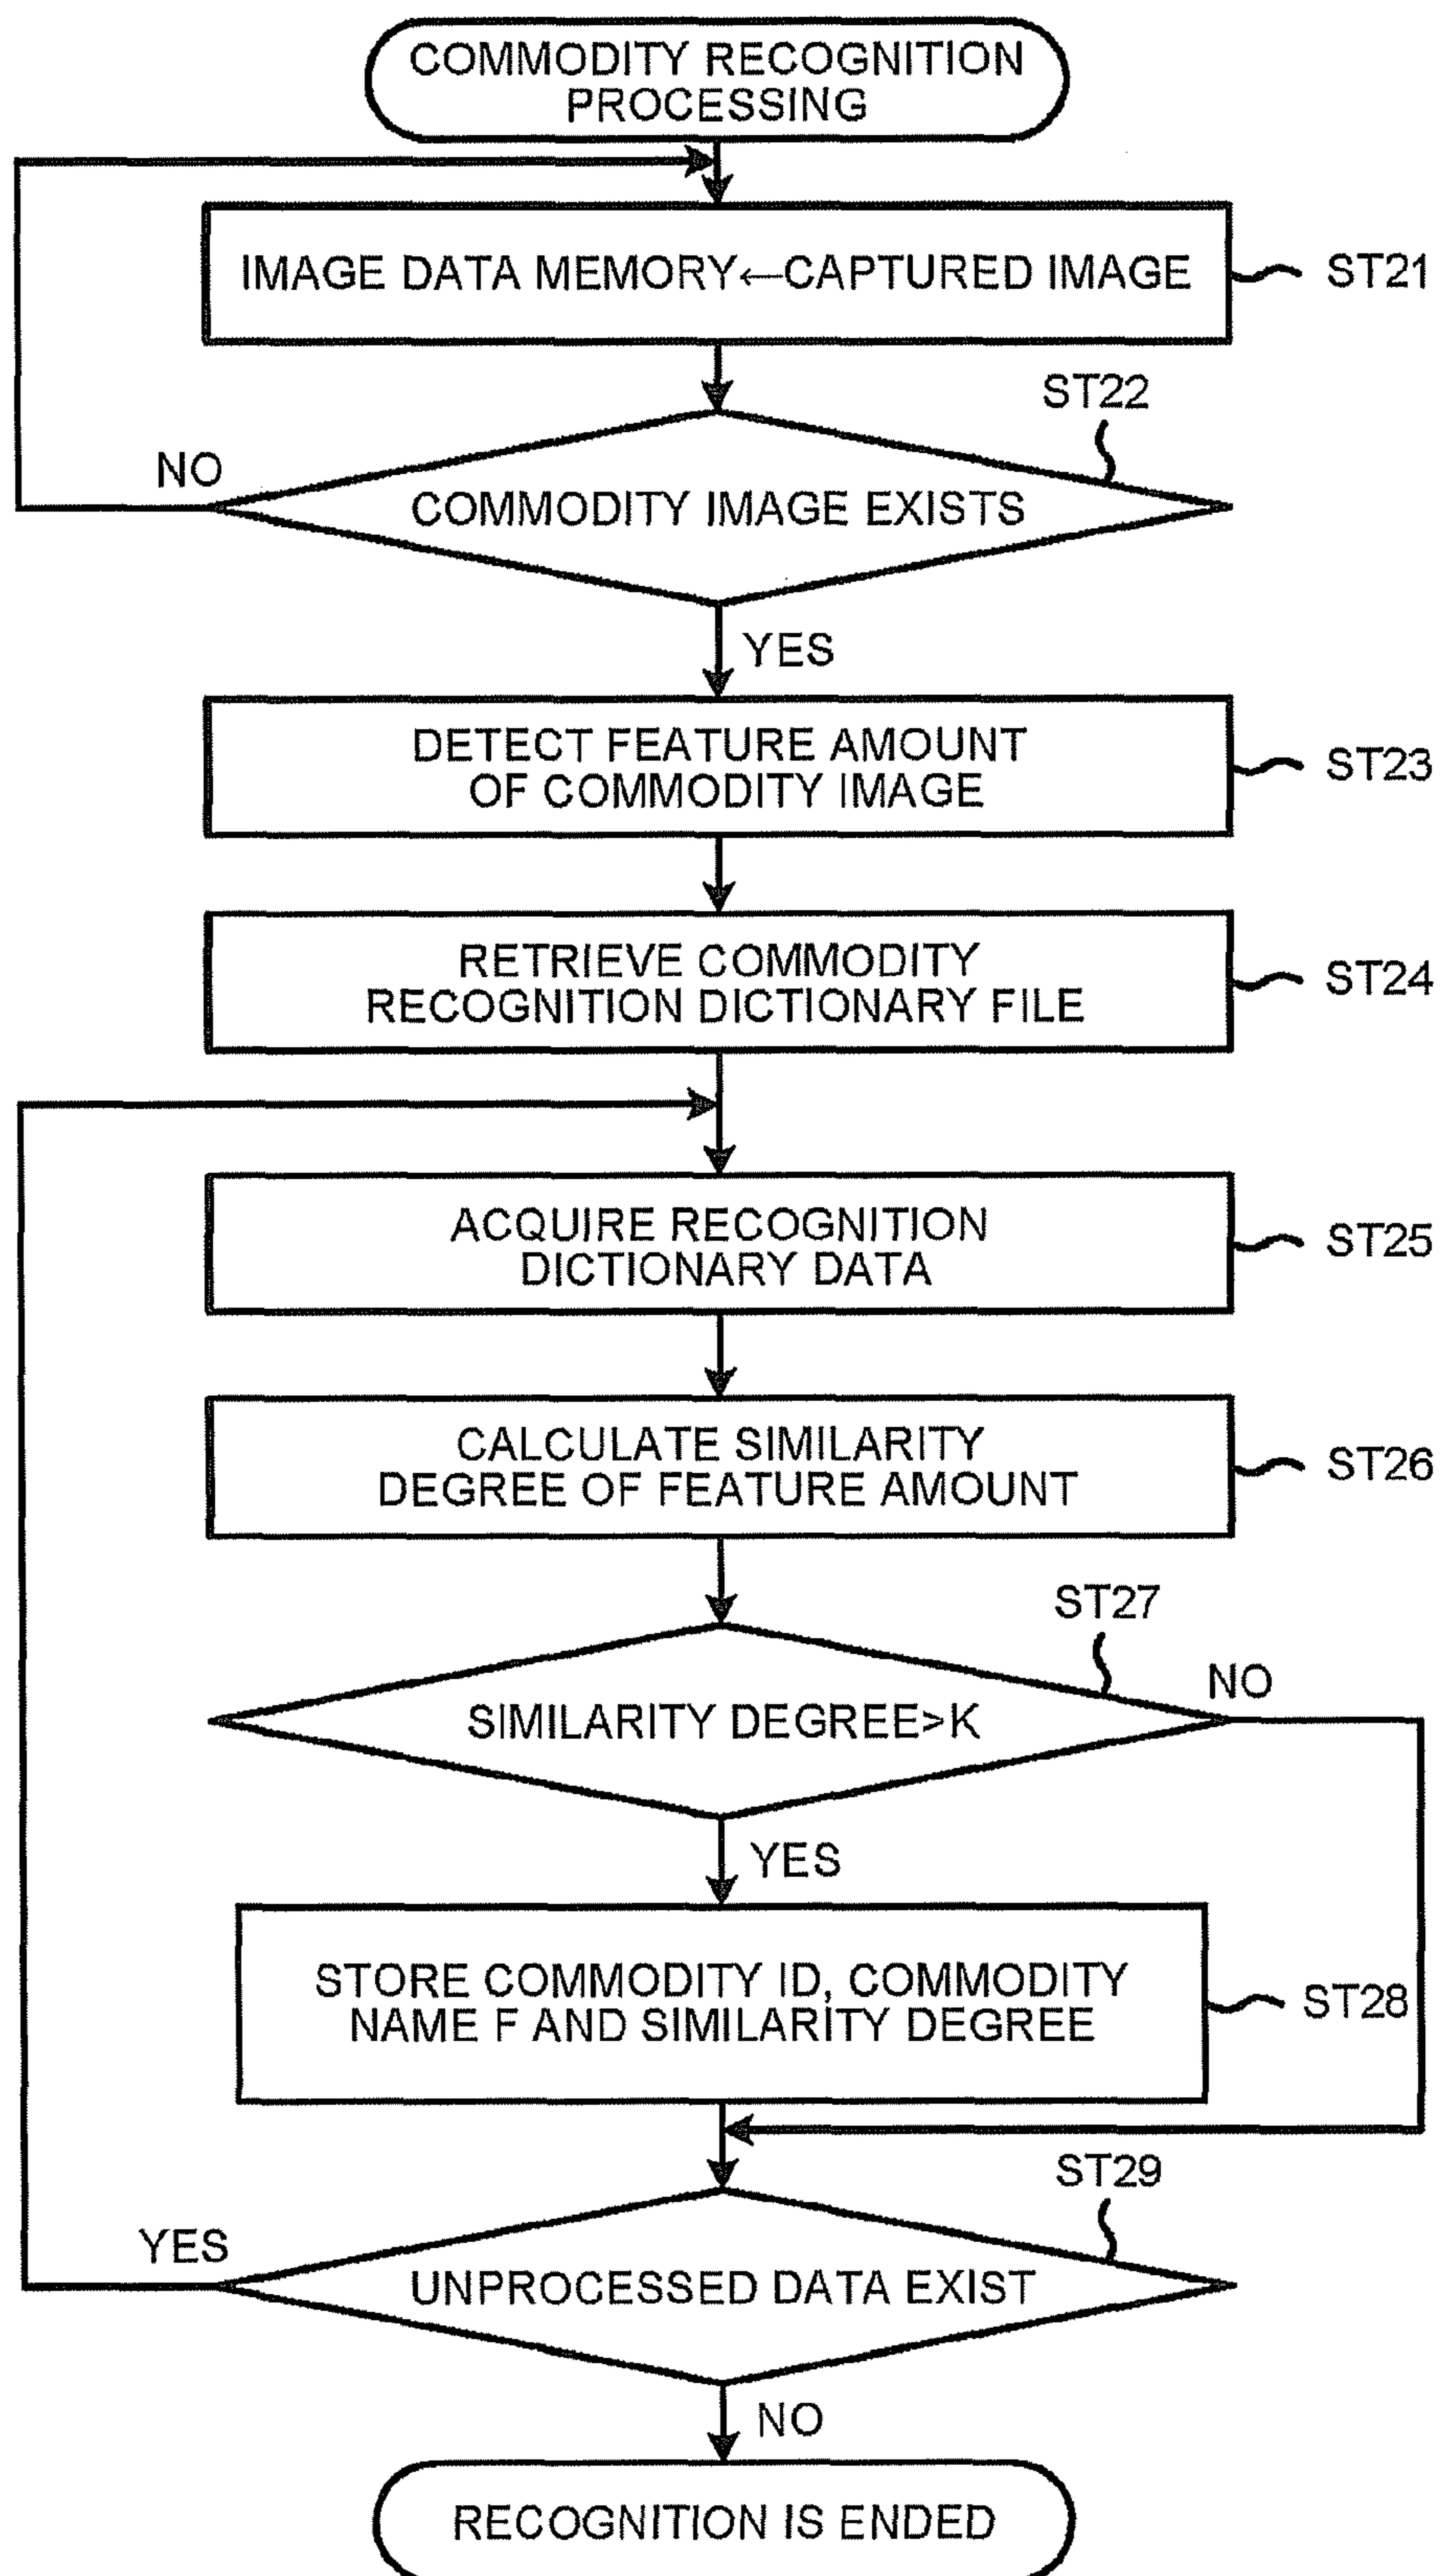 COMMODITY RECOGNITION
PROCESSING
IMAGE DATA MEMORY←CAPTURED IMAGE
ST21
ST22
NO
COMMODITY IMAGE EXISTS
YES
DETECT FEATURE AMOUNT
OF COMMODITY IMAGE
ST23
RETRIEVE COMMODITY
RECOGNITION DICTIONARY FILE
ST24
ACQUIRE RECOGNITION
DICTIONARY DATA
ST25
CALCULATE SIMILARITY
DEGREE OF FEATURE AMOUNT
ST26
ST27
NO
SIMILARITY DEGREE>K
YES
STORE COMMODITY ID, COMMODITY
NAME F AND SIMILARITY DEGREE
ST28
ST29
YES
UNPROCESSED DATA EXIST
NO
RECOGNITION IS ENDED